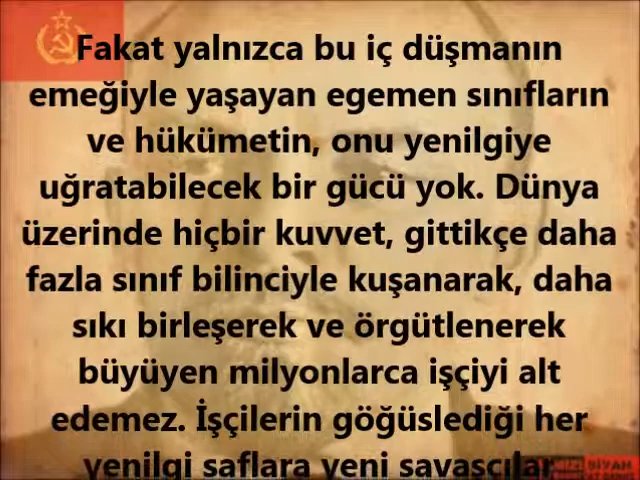 Fakat yalnızca bu iç düşmanın
emeğiyle yaşayan egemen sınıfların
ve hükümetin, onu yenilgiye
uğratabilecek bir gücü yok. Dünya
üzerinde hiçbir kuvvet, gittikçe daha
fazla sınıf bilinciyle kuşanarak, daha
sıkı birleşerek ve örgütlenerek
büyüyen milyonlarca işçiyi alt
edemez. İşçilerin göğüslediği her
yenilgi saflara yeni savaşçılar